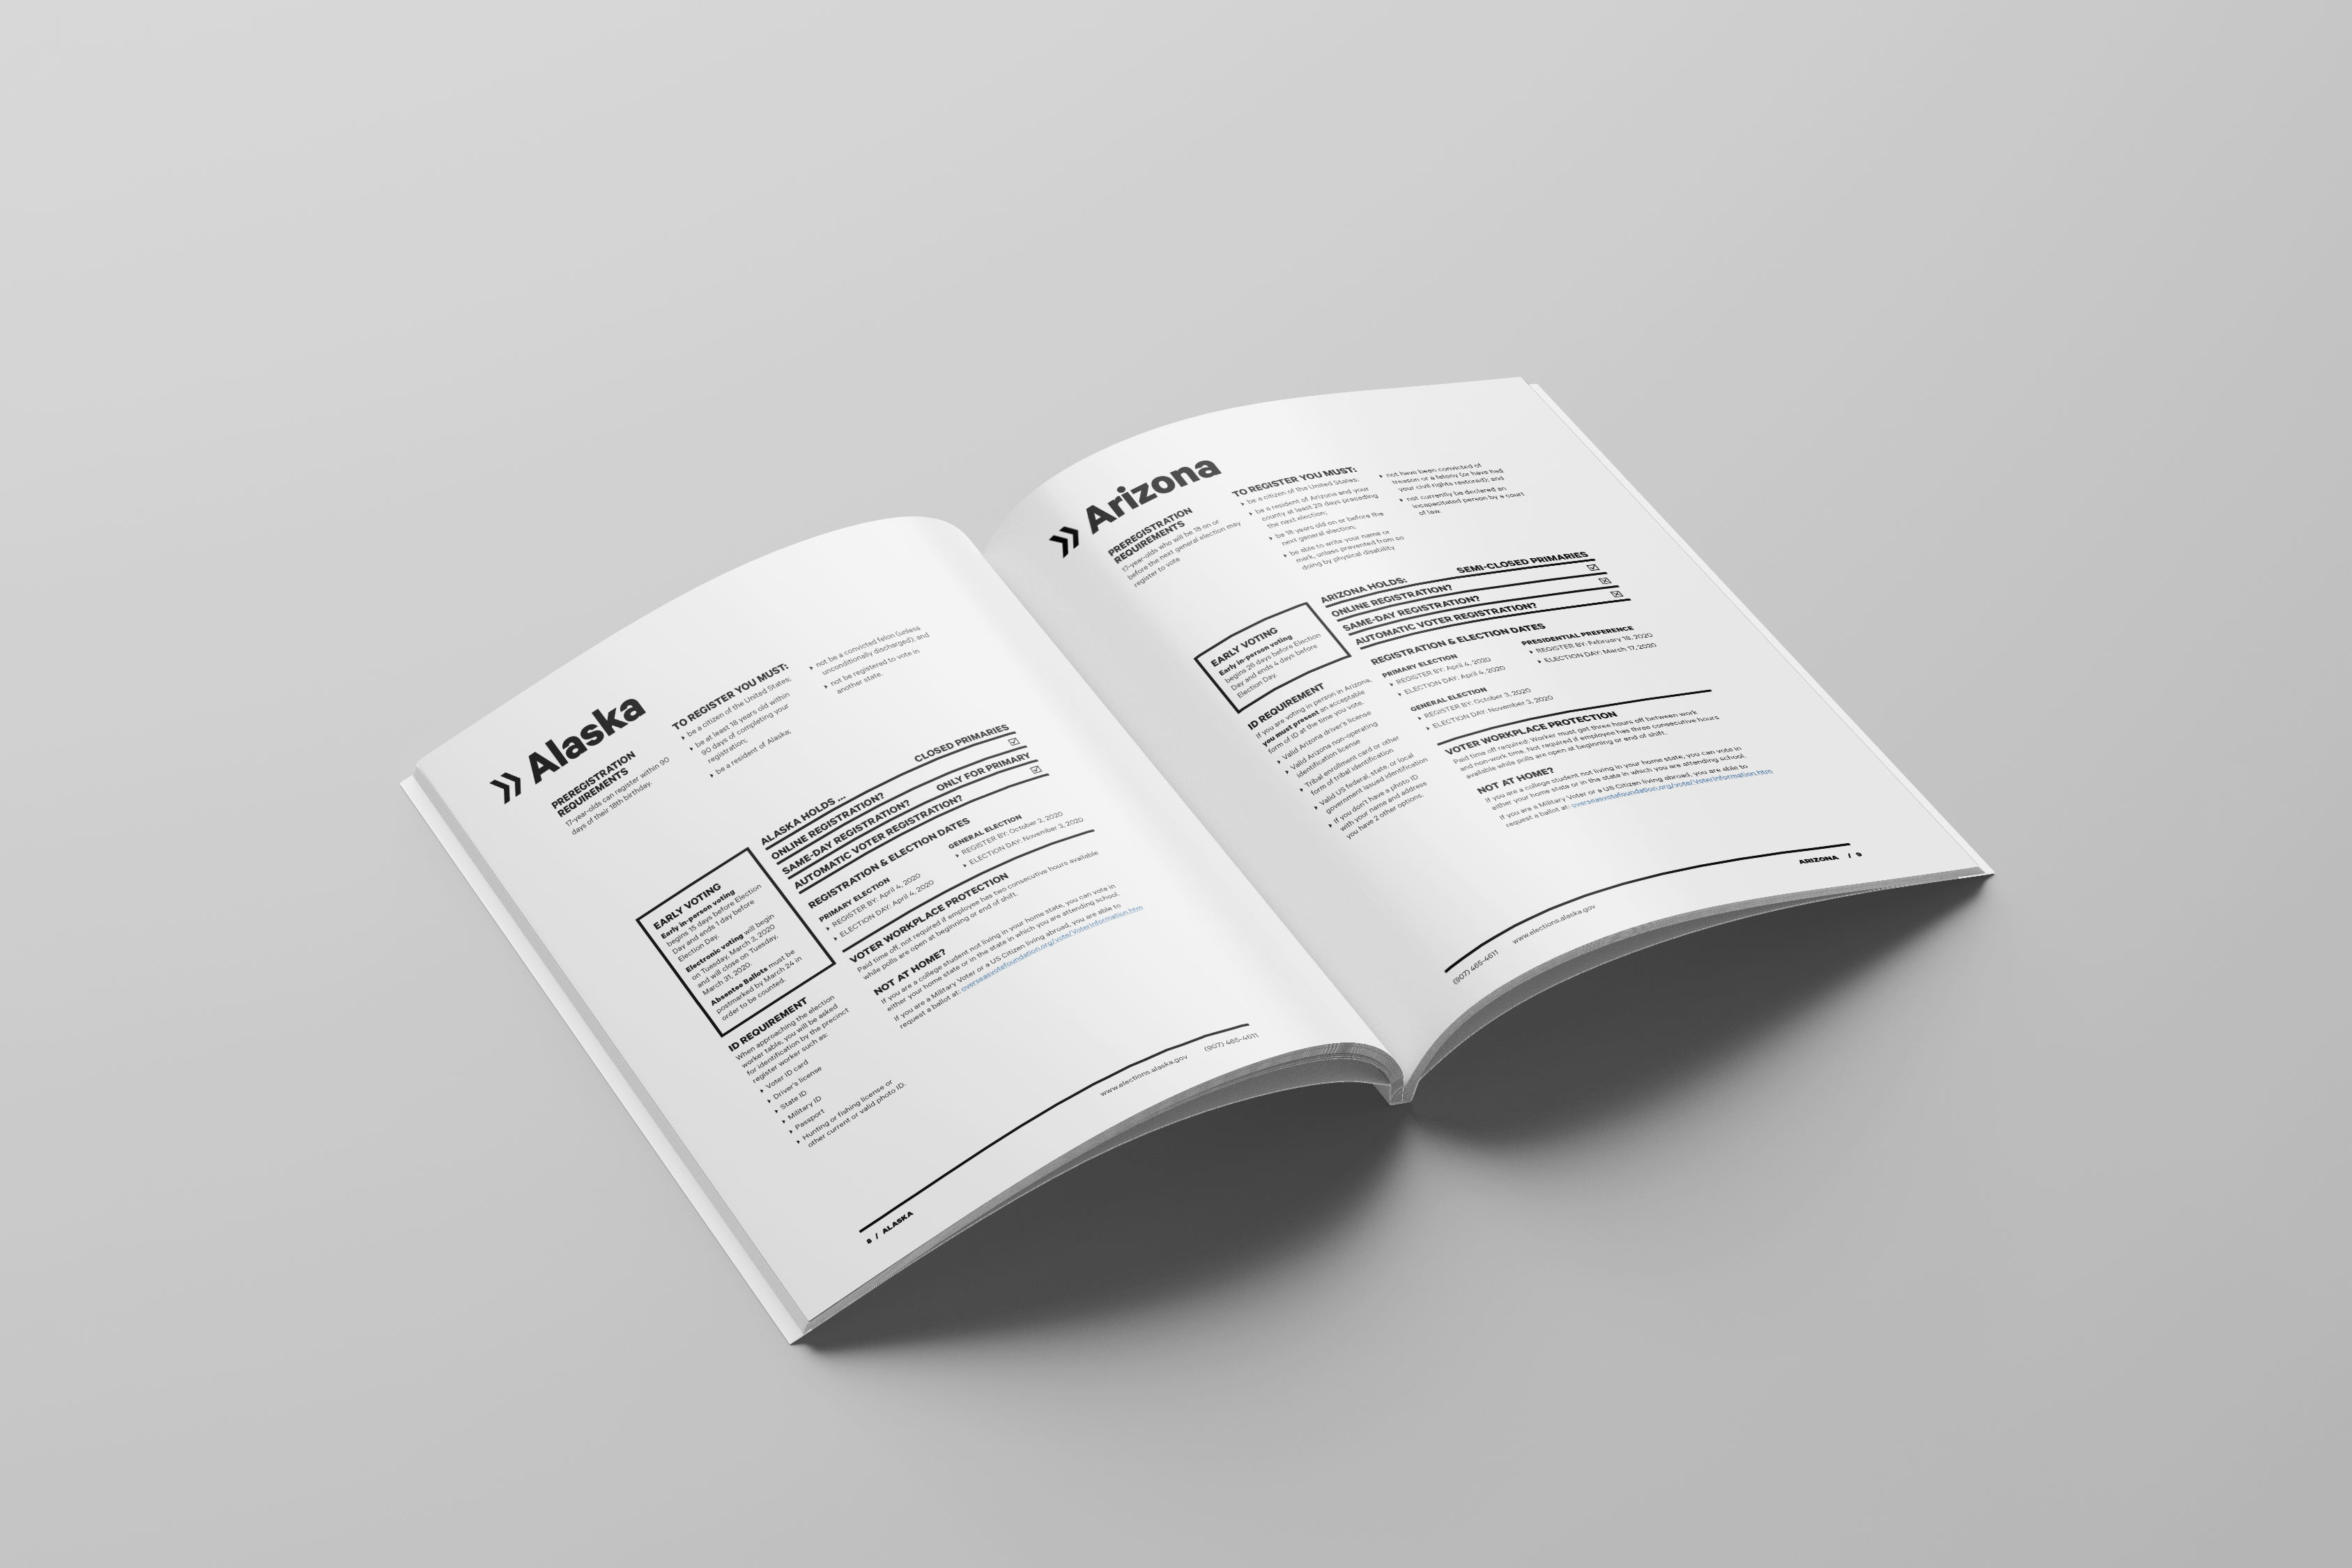 » Alaska
PREREGISTRATION
REQUIREMENTS
17-year-olds can register within 90
days of their 18th birthday.
TO REGISTER YOU MUST:
be a citizen of the United States;
be at least 18 years old within
90 days of completing your
registration;
be a resident of Alaska;
not be a convicted felon (unless
unconditionally discharged); and
not be registered to vote in
another state.
EARLY VOTING
Early in-person voting
begins 15 days before Election
Day and ends 1 day before
Election Day.
Electronic voting will begin
on Tuesday, March 3, 2020
and will close on Tuesday,
March 31, 2020.
Absentee Ballots must be
postmarked by March 24 in
order to be counted.
ID REQUIREMENT
When approaching the election
worker table, you will be asked
for identification by the precinct
register worker such as:
Voter ID card
Driver's license
State ID
Military ID
Passport
Hunting or fishing license or
other current or valid photo ID.
ALASKA HOLDS ... CLOSED PRIMARIES
ONLINE REGISTRATION? ☑
SAME-DAY REGISTRATION? ONLY FOR PRIMARY
AUTOMATIC VOTER REGISTRATION? ☑
REGISTRATION & ELECTION DATES
PRIMARY ELECTION
REGISTER BY: April 4, 2020
ELECTION DAY: April 4, 2020
GENERAL ELECTION
REGISTER BY: October 2, 2020
ELECTION DAY: November 3, 2020
VOTER WORKPLACE PROTECTION
Paid time off, not required if employee has two consecutive hours available
while polls are open at beginning or end of shift.
NOT AT HOME?
If you are a college student not living in your home state, you can vote in
either your home state or in the state in which you are attending school.
If you are a Military Voter or a US Citizen living abroad, you are able to
request a ballot at: overseasvotefoundation.org/vote/VoterInformation.htm
www.elections.alaska.gov (907) 465-4611
8 / ALASKA
» Arizona
PREREGISTRATION
REQUIREMENTS
17-year-olds who will be 18 on or
before the next general election may
register to vote
TO REGISTER YOU MUST:
be a citizen of the United States;
be a resident of Arizona and your
county at least 29 days preceding
the next election;
be 18 years old on or before the
next general election;
be able to write your name or
mark, unless prevented from so
doing by physical disability
not have been convicted of
treason or a felony (or have had
your civil rights restored); and
not currently be declared an
incapacitated person by a court
of law.
EARLY VOTING
Early in-person voting
begins 26 days before Election
Day and ends 4 days before
Election Day.
ID REQUIREMENT
If you are voting in person in Arizona,
you must present an acceptable
form of ID at the time you vote.
Valid Arizona driver's license
Valid Arizona non-operating
identification license
Tribal enrollment card or other
form of tribal identification
Valid US federal, state, or local
government issued identification
If you don't have a photo ID
with your name and address
you have 2 other options.
ARIZONA HOLDS: SEMI-CLOSED PRIMARIES
ONLINE REGISTRATION? ☑
SAME-DAY REGISTRATION? ☑
AUTOMATIC VOTER REGISTRATION? ☑
REGISTRATION & ELECTION DATES
PRIMARY ELECTION
REGISTER BY: April 4, 2020
ELECTION DAY: April 4, 2020
PRESIDENTIAL PREFERENCE
REGISTER BY: February 18, 2020
ELECTION DAY: March 17, 2020
GENERAL ELECTION
REGISTER BY: October 3, 2020
ELECTION DAY: November 3, 2020
VOTER WORKPLACE PROTECTION
Paid time off required: Worker must get three hours off between work
and non-work time. Not required if employee has three consecutive hours
available while polls are open at beginning or end of shift.
NOT AT HOME?
If you are a college student not living in your home state, you can vote in
either your home state or in the state in which you are attending school.
If you are a Military Voter or a US Citizen living abroad, you are able to
request a ballot at: overseasvotefoundation.org/vote/VoterInformation.htm
(907) 465-4611 www.elections.alaska.gov
ARIZONA / 9